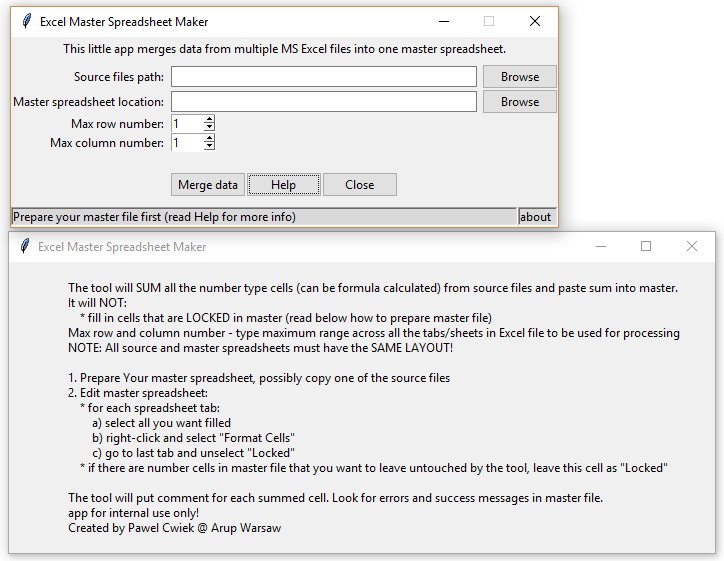 Excel Master Spreadsheet Maker
This little app merges data from multiple MS Excel files into one master spreadsheet.
Source files path: Browse
Master spreadsheet location: Browse
Max row number: 1
Max column number: 1
Merge data Help Close
Prepare your master file first (read Help for more info) about
Excel Master Spreadsheet Maker
The tool will SUM all the number type cells (can be formula calculated) from source files and paste sum into master.
It will NOT:
* fill in cells that are LOCKED in master (read below how to prepare master file)
Max row and column number - type maximum range across all the tabs/sheets in Excel file to be used for processing
NOTE: All source and master spreadsheets must have the SAME LAYOUT!
1. Prepare Your master spreadsheet, possibly copy one of the source files
2. Edit master spreadsheet:
* for each spreadsheet tab:
a) select all you want filled
b) right-click and select "Format Cells"
c) go to last tab and unselect "Locked"
* if there are number cells in master file that you want to leave untouched by the tool, leave this cell as "Locked"
The tool will put comment for each summed cell. Look for errors and success messages in master file.
app for internal use only!
Created by Pawel Cwiek @ Arup Warsaw